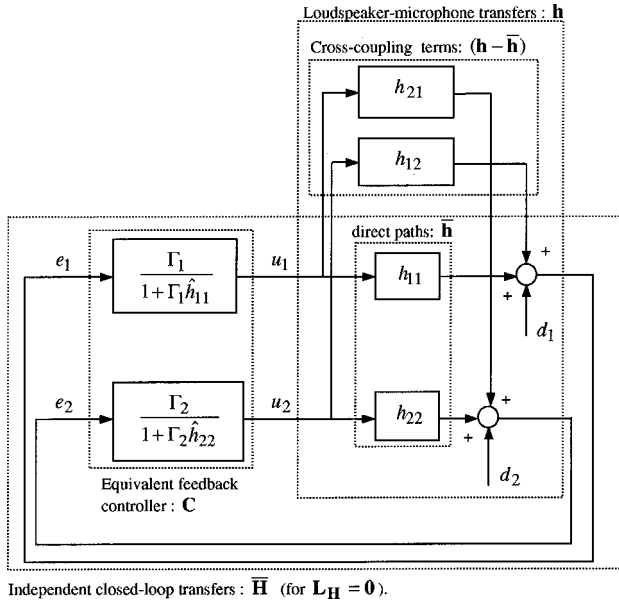 Loudspeaker-microphone transfers : h
Cross-coupling terms: (h − h̄)
h₂₁
h₁₂
direct paths: h̄
e₁
Γ₁
1 + Γ₁ĥ₁₁
u₁
h₁₁
+
+
d₁
e₂
Γ₂
1 + Γ₂ĥ₂₂
u₂
h₂₂
+
+
d₂
Equivalent feedback
controller : C
Independent closed-loop transfers : H̄ (for L_H = 0).